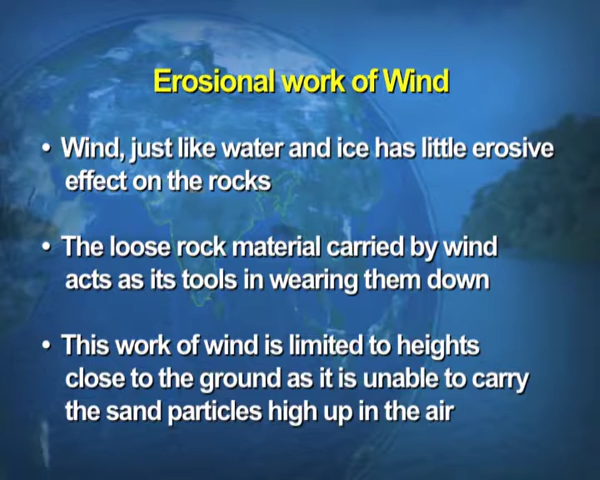 Erosional work of Wind
• Wind, just like water and ice has little erosive
effect on the rocks
• The loose rock material carried by wind
acts as its tools in wearing them down
• This work of wind is limited to heights
close to the ground as it is unable to carry
the sand particles high up in the air